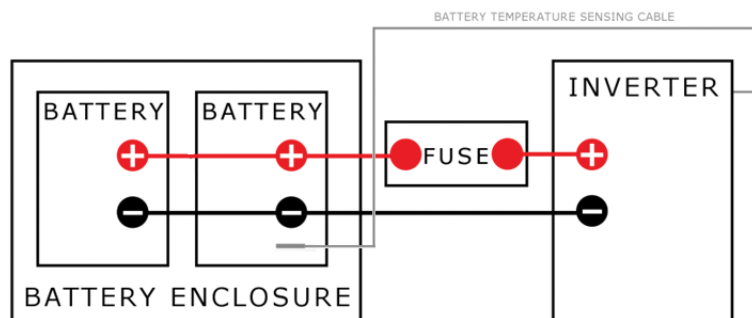 BATTERY TEMPERATURE SENSING CABLE
BATTERY
BATTERY
INVERTER
+
+
FUSE
+
−
−
−
BATTERY ENCLOSURE